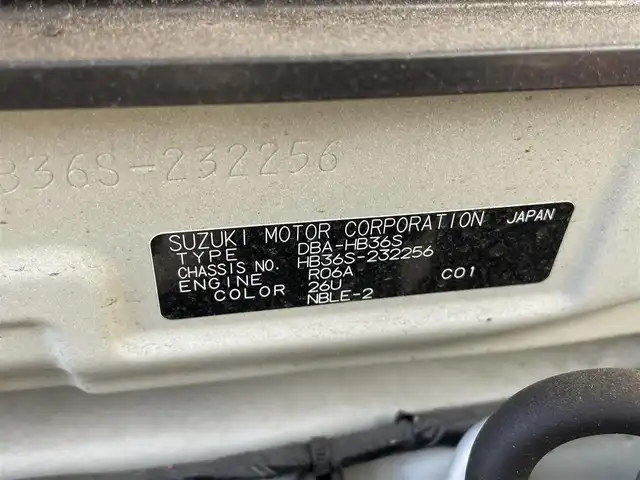 B36S-232256
SUZUKI MOTOR CORPORATION JAPAN
TYPE DBA-HB36S
CHASSIS NO. HB36S-232256
ENGINE R06A C01
COLOR 26U
NBLE-2